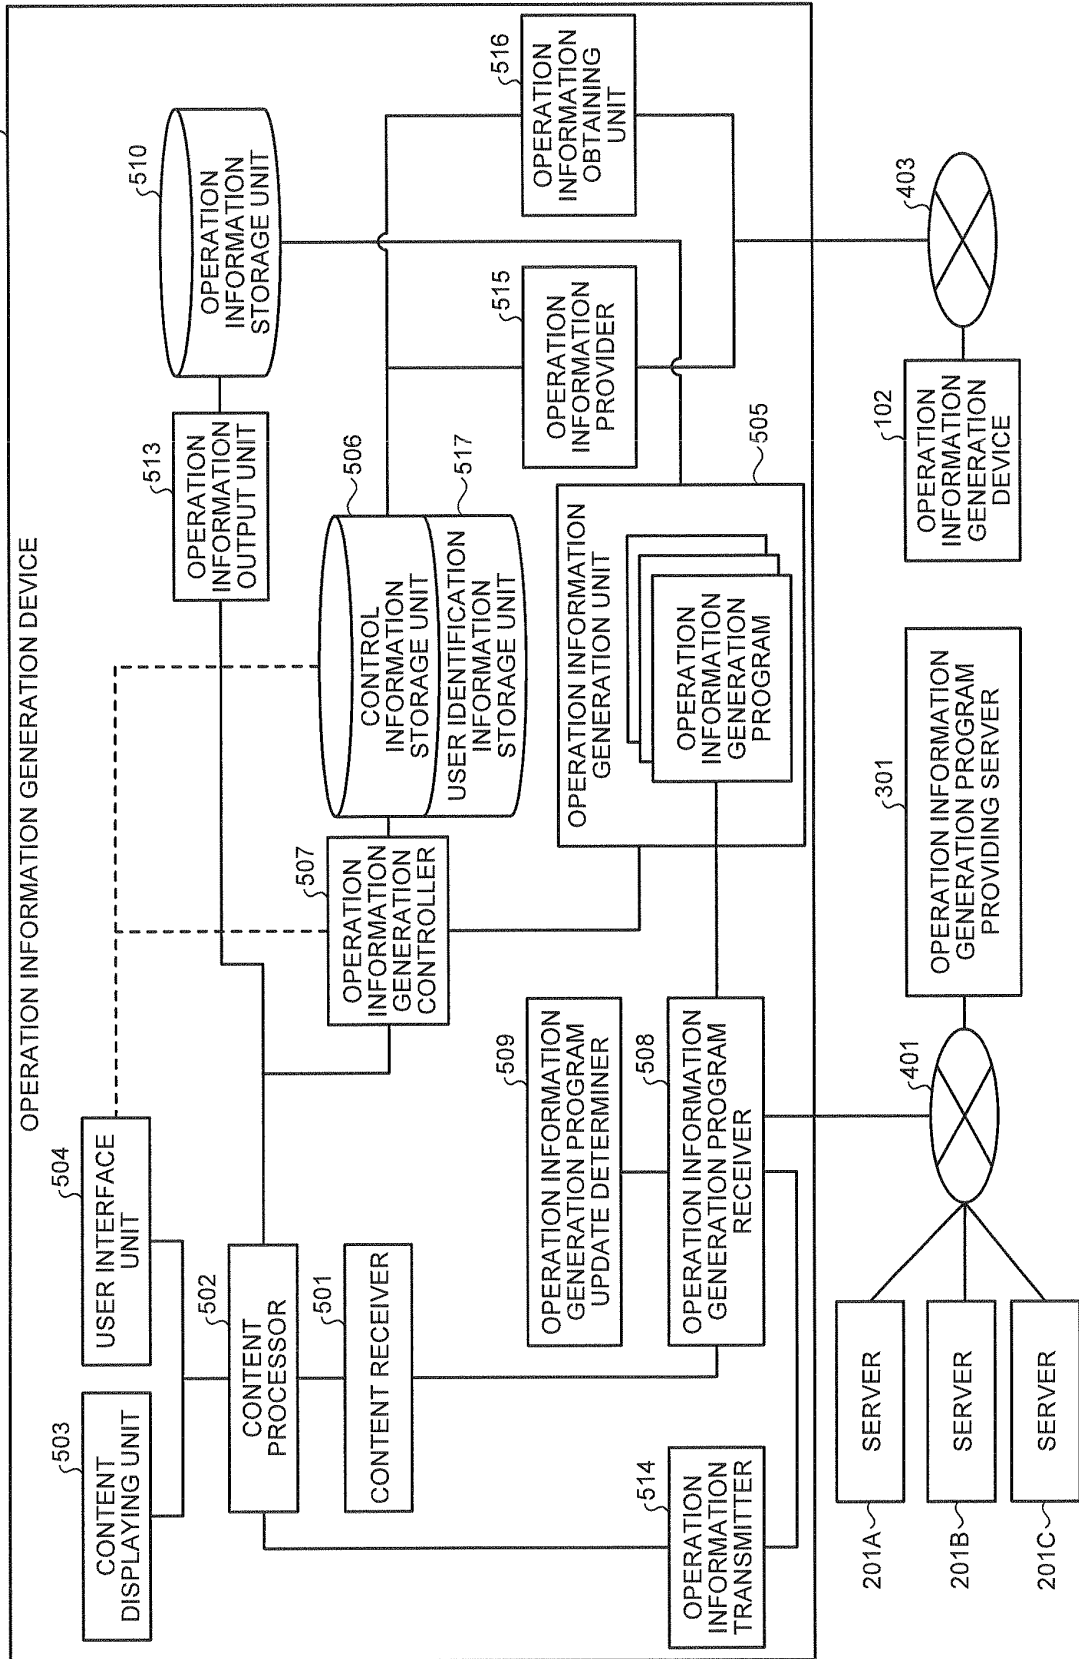 OPERATION INFORMATION GENERATION DEVICE
503
CONTENT
DISPLAYING UNIT
504
USER INTERFACE
UNIT
502
CONTENT
PROCESSOR
501
CONTENT RECEIVER
514
OPERATION
INFORMATION
TRANSMITTER
509
OPERATION INFORMATION
GENERATION PROGRAM
UPDATE DETERMINER
508
OPERATION INFORMATION
GENERATION PROGRAM
RECEIVER
507
OPERATION
INFORMATION
GENERATION
CONTROLLER
513
OPERATION
INFORMATION
OUTPUT UNIT
510
OPERATION
INFORMATION
STORAGE UNIT
506
CONTROL
INFORMATION
STORAGE UNIT
517
USER IDENTIFICATION
INFORMATION
STORAGE UNIT
505
OPERATION INFORMATION
GENERATION UNIT
OPERATION
INFORMATION
GENERATION
PROGRAM
515
OPERATION
INFORMATION
PROVIDER
516
OPERATION
INFORMATION
OBTAINING
UNIT
201A
SERVER
201B
SERVER
201C
SERVER
401
301
OPERATION INFORMATION
GENERATION PROGRAM
PROVIDING SERVER
102
OPERATION
INFORMATION
GENERATION
DEVICE
403